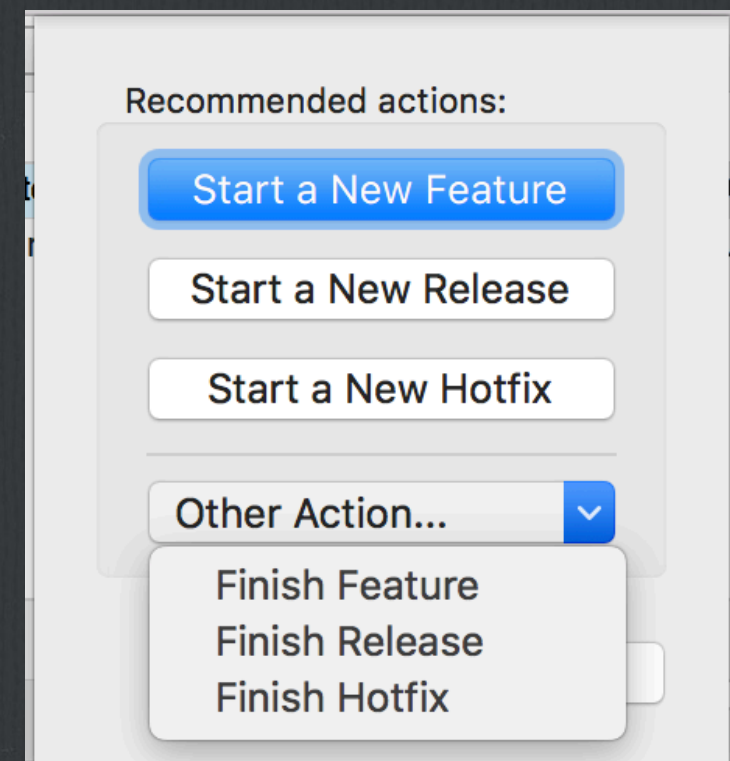 Recommended actions:
Start a New Feature
Start a New Release
Start a New Hotfix
Other Action...
Finish Feature
Finish Release
Finish Hotfix